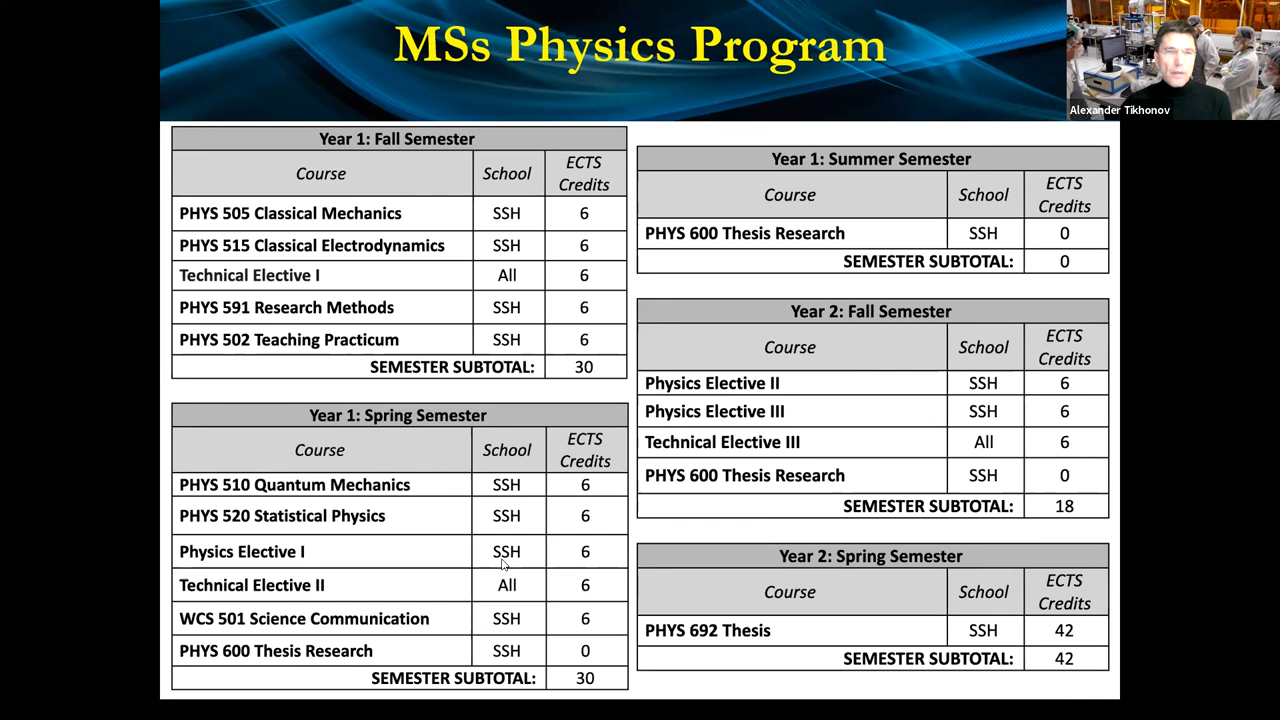 MSs Physics Program
Alexander Tikhonov
Year 1: Fall Semester
Course School ECTS Credits
PHYS 505 Classical Mechanics SSH 6
PHYS 515 Classical Electrodynamics SSH 6
Technical Elective I All 6
PHYS 591 Research Methods SSH 6
PHYS 502 Teaching Practicum SSH 6
SEMESTER SUBTOTAL: 30
Year 1: Spring Semester
Course School ECTS Credits
PHYS 510 Quantum Mechanics SSH 6
PHYS 520 Statistical Physics SSH 6
Physics Elective I SSH 6
Technical Elective II All 6
WCS 501 Science Communication SSH 6
PHYS 600 Thesis Research SSH 0
SEMESTER SUBTOTAL: 30
Year 1: Summer Semester
Course School ECTS Credits
PHYS 600 Thesis Research SSH 0
SEMESTER SUBTOTAL: 0
Year 2: Fall Semester
Course School ECTS Credits
Physics Elective II SSH 6
Physics Elective III SSH 6
Technical Elective III All 6
PHYS 600 Thesis Research SSH 0
SEMESTER SUBTOTAL: 18
Year 2: Spring Semester
Course School ECTS Credits
PHYS 692 Thesis SSH 42
SEMESTER SUBTOTAL: 42